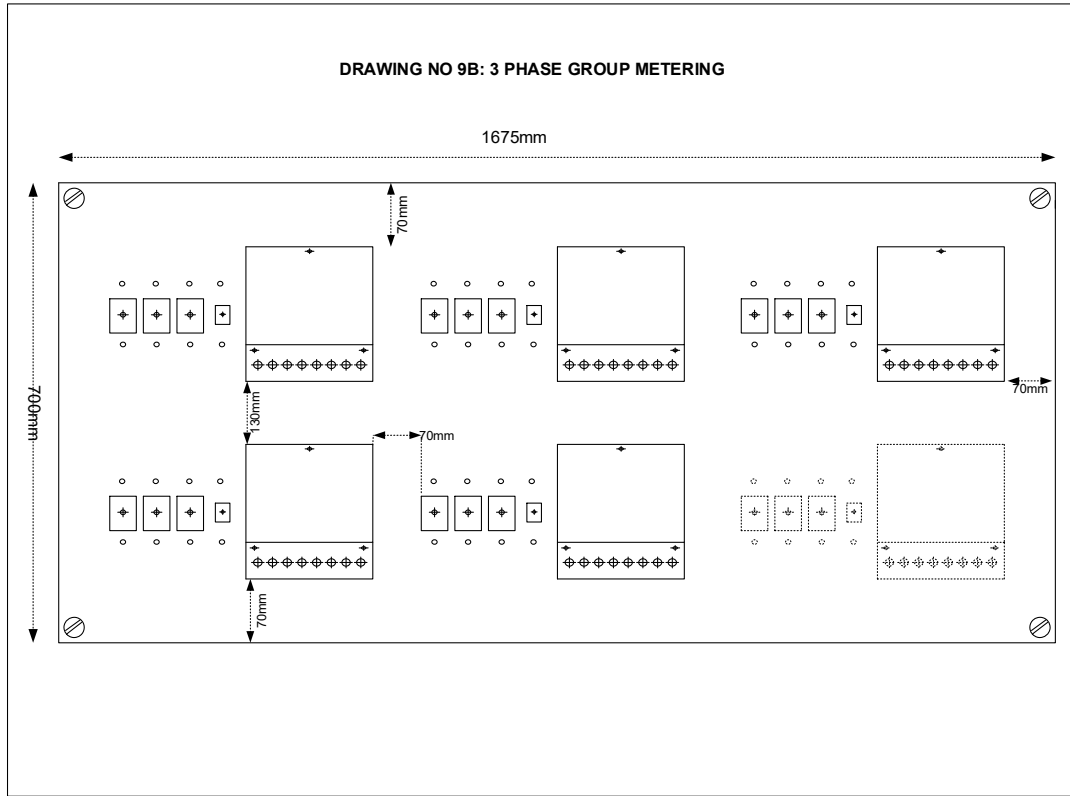 DRAWING NO 9B: 3 PHASE GROUP METERING
1675mm
70mm
700mm
130mm
70mm
70mm
70mm